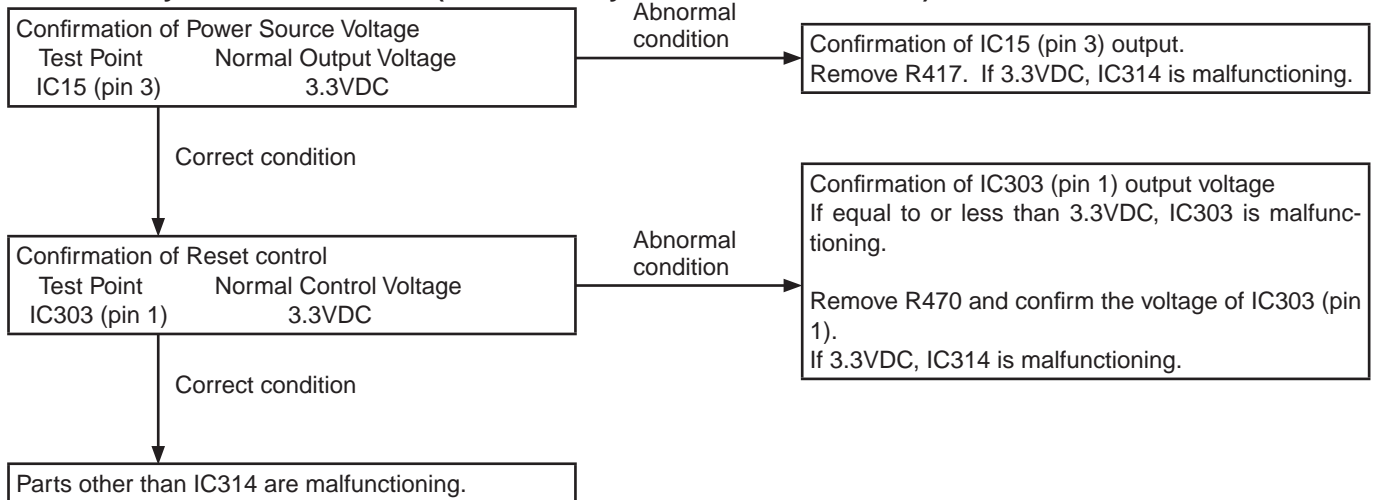 Confirmation of Power Source Voltage
Test Point Normal Output Voltage
IC15 (pin 3) 3.3VDC
Abnormal
condition
Confirmation of IC15 (pin 3) output.
Remove R417. If 3.3VDC, IC314 is malfunctioning.
Correct condition
Confirmation of Reset control
Test Point Normal Control Voltage
IC303 (pin 1) 3.3VDC
Abnormal
condition
Confirmation of IC303 (pin 1) output voltage
If equal to or less than 3.3VDC, IC303 is malfunc-
tioning.
Remove R470 and confirm the voltage of IC303 (pin
1).
If 3.3VDC, IC314 is malfunctioning.
Correct condition
Parts other than IC314 are malfunctioning.